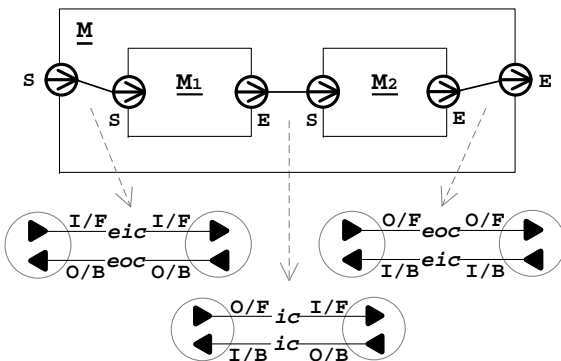 M
S M1 M2 E
S E S E
I/F eic I/F
O/B eoc O/B
O/F eoc O/F
I/B eic I/B
O/F ic I/F
I/B ic O/B